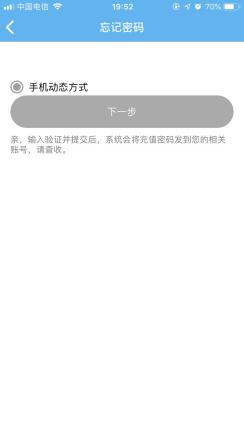 中国电信 19:52 70%
忘记密码
手机动态方式
下一步
亲，输入验证并提交后，系统会将充值密码发到您的相关
账号，请查收。